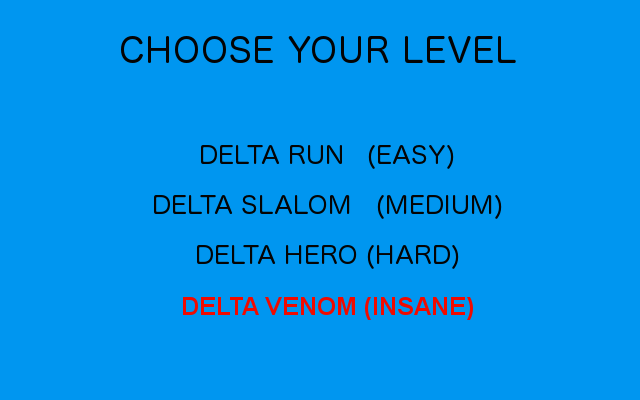 CHOOSE YOUR LEVEL
DELTA RUN (EASY)
DELTA SLALOM (MEDIUM)
DELTA HERO (HARD)
DELTA VENOM (INSANE)